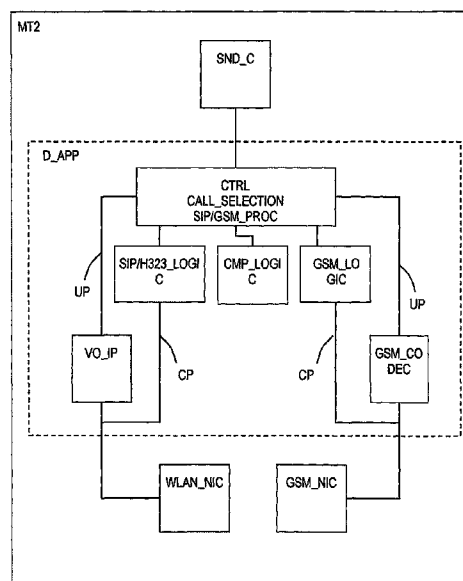 MT2
SND_C
D_APP
CTRL
CALL_SELECTION
SIP/GSM_PROC
SIP/H323_LOGI
C
CMP_LOGI
C
GSM_LO
GIC
UP
UP
VO_IP
CP
CP
GSM_CO
DEC
WLAN_NIC
GSM_NIC